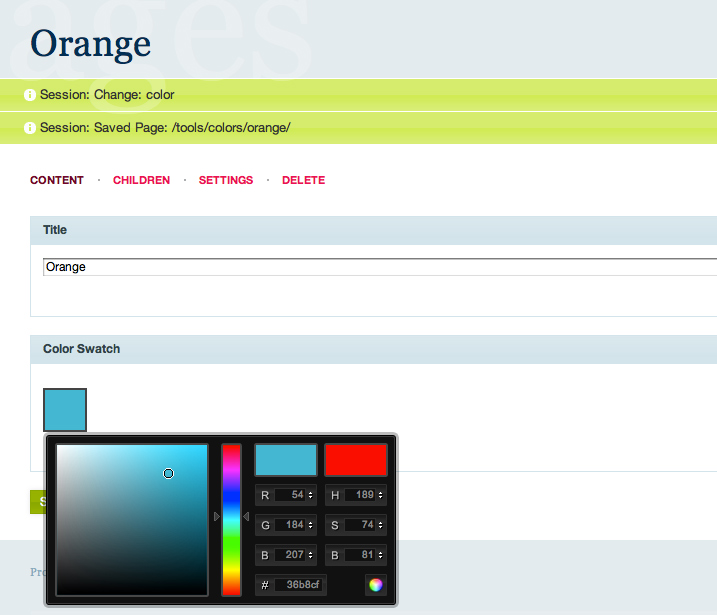 ages
Orange
Session: Change: color
Session: Saved Page: /tools/colors/orange/
CONTENT · CHILDREN · SETTINGS · DELETE
Title
Orange
Color Swatch
R 54 H 189
G 184 S 74
B 207 B 81
# 36b8cf